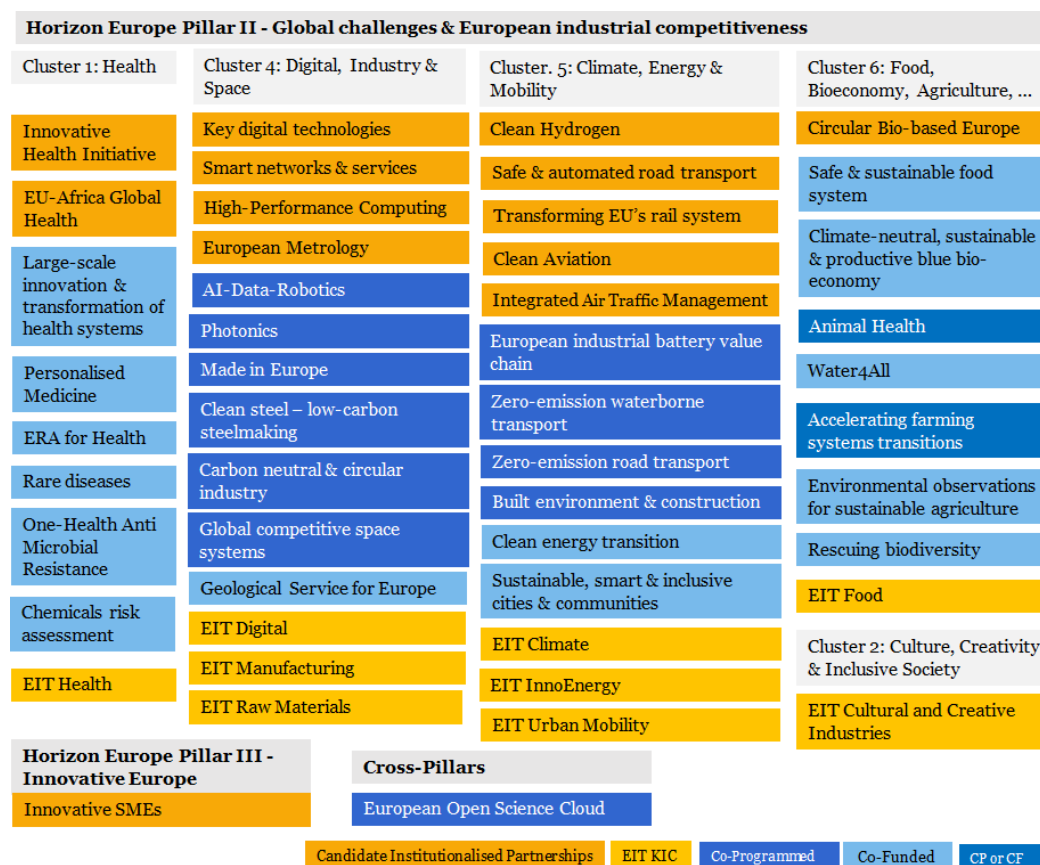 Horizon Europe Pillar II - Global challenges & European industrial competitiveness
Cluster 1: Health
Innovative
Health Initiative
EU-Africa Global
Health
Large-scale
innovation &
transformation of
health systems
Personalised
Medicine
ERA for Health
Rare diseases
One-Health Anti
Microbial
Resistance
Chemicals risk
assessment
EIT Health
Cluster 4: Digital, Industry &
Space
Key digital technologies
Smart networks & services
High-Performance Computing
European Metrology
AI-Data-Robotics
Photonics
Made in Europe
Clean steel – low-carbon
steelmaking
Carbon neutral & circular
industry
Global competitive space
systems
Geological Service for Europe
EIT Digital
EIT Manufacturing
EIT Raw Materials
Cluster. 5: Climate, Energy &
Mobility
Clean Hydrogen
Safe & automated road transport
Transforming EU's rail system
Clean Aviation
Integrated Air Traffic Management
European industrial battery value
chain
Zero-emission waterborne
transport
Zero-emission road transport
Built environment & construction
Clean energy transition
Sustainable, smart & inclusive
cities & communities
EIT Climate
EIT InnoEnergy
EIT Urban Mobility
Cluster 6: Food,
Bioeconomy, Agriculture, ...
Circular Bio-based Europe
Safe & sustainable food
system
Climate-neutral, sustainable
& productive blue bio-
economy
Animal Health
Water4All
Accelerating farming
systems transitions
Environmental observations
for sustainable agriculture
Rescuing biodiversity
EIT Food
Cluster 2: Culture, Creativity
& Inclusive Society
EIT Cultural and Creative
Industries
Horizon Europe Pillar III -
Innovative Europe
Innovative SMEs
Cross-Pillars
European Open Science Cloud
Candidate Institutionalised Partnerships
EIT KIC
Co-Programmed
Co-Funded
CP or CF